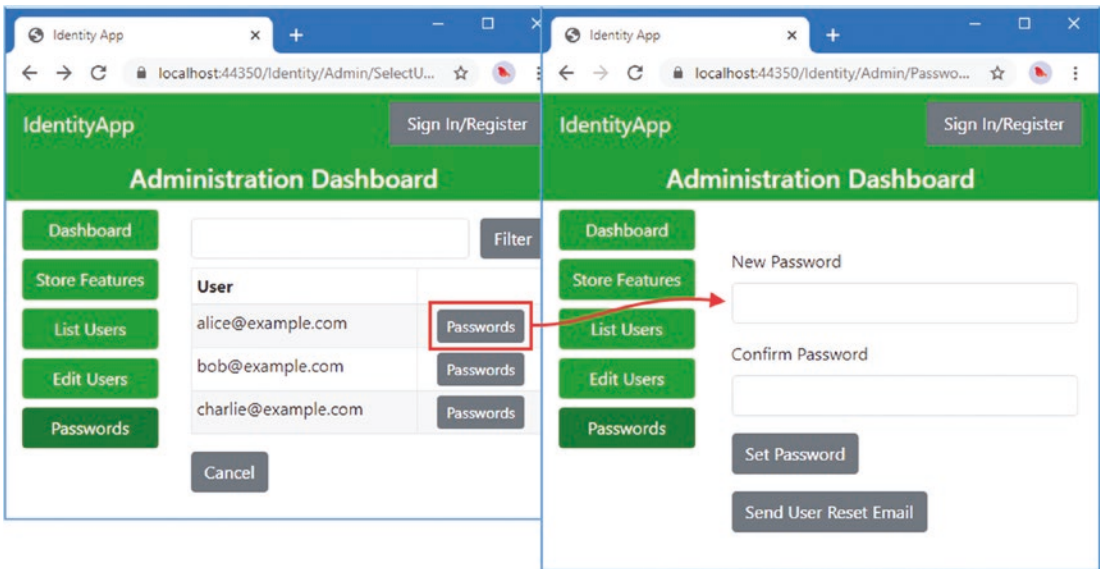 Identity App
localhost:44350/Identity/Admin/SelectU...
IdentityApp
Sign In/Register
Administration Dashboard
Dashboard
Filter
Store Features
User
List Users
alice@example.com
Passwords
bob@example.com
Passwords
Edit Users
charlie@example.com
Passwords
Passwords
Cancel
Identity App
localhost:44350/Identity/Admin/Passwo...
IdentityApp
Sign In/Register
Administration Dashboard
Dashboard
New Password
Store Features
List Users
Confirm Password
Edit Users
Passwords
Set Password
Send User Reset Email